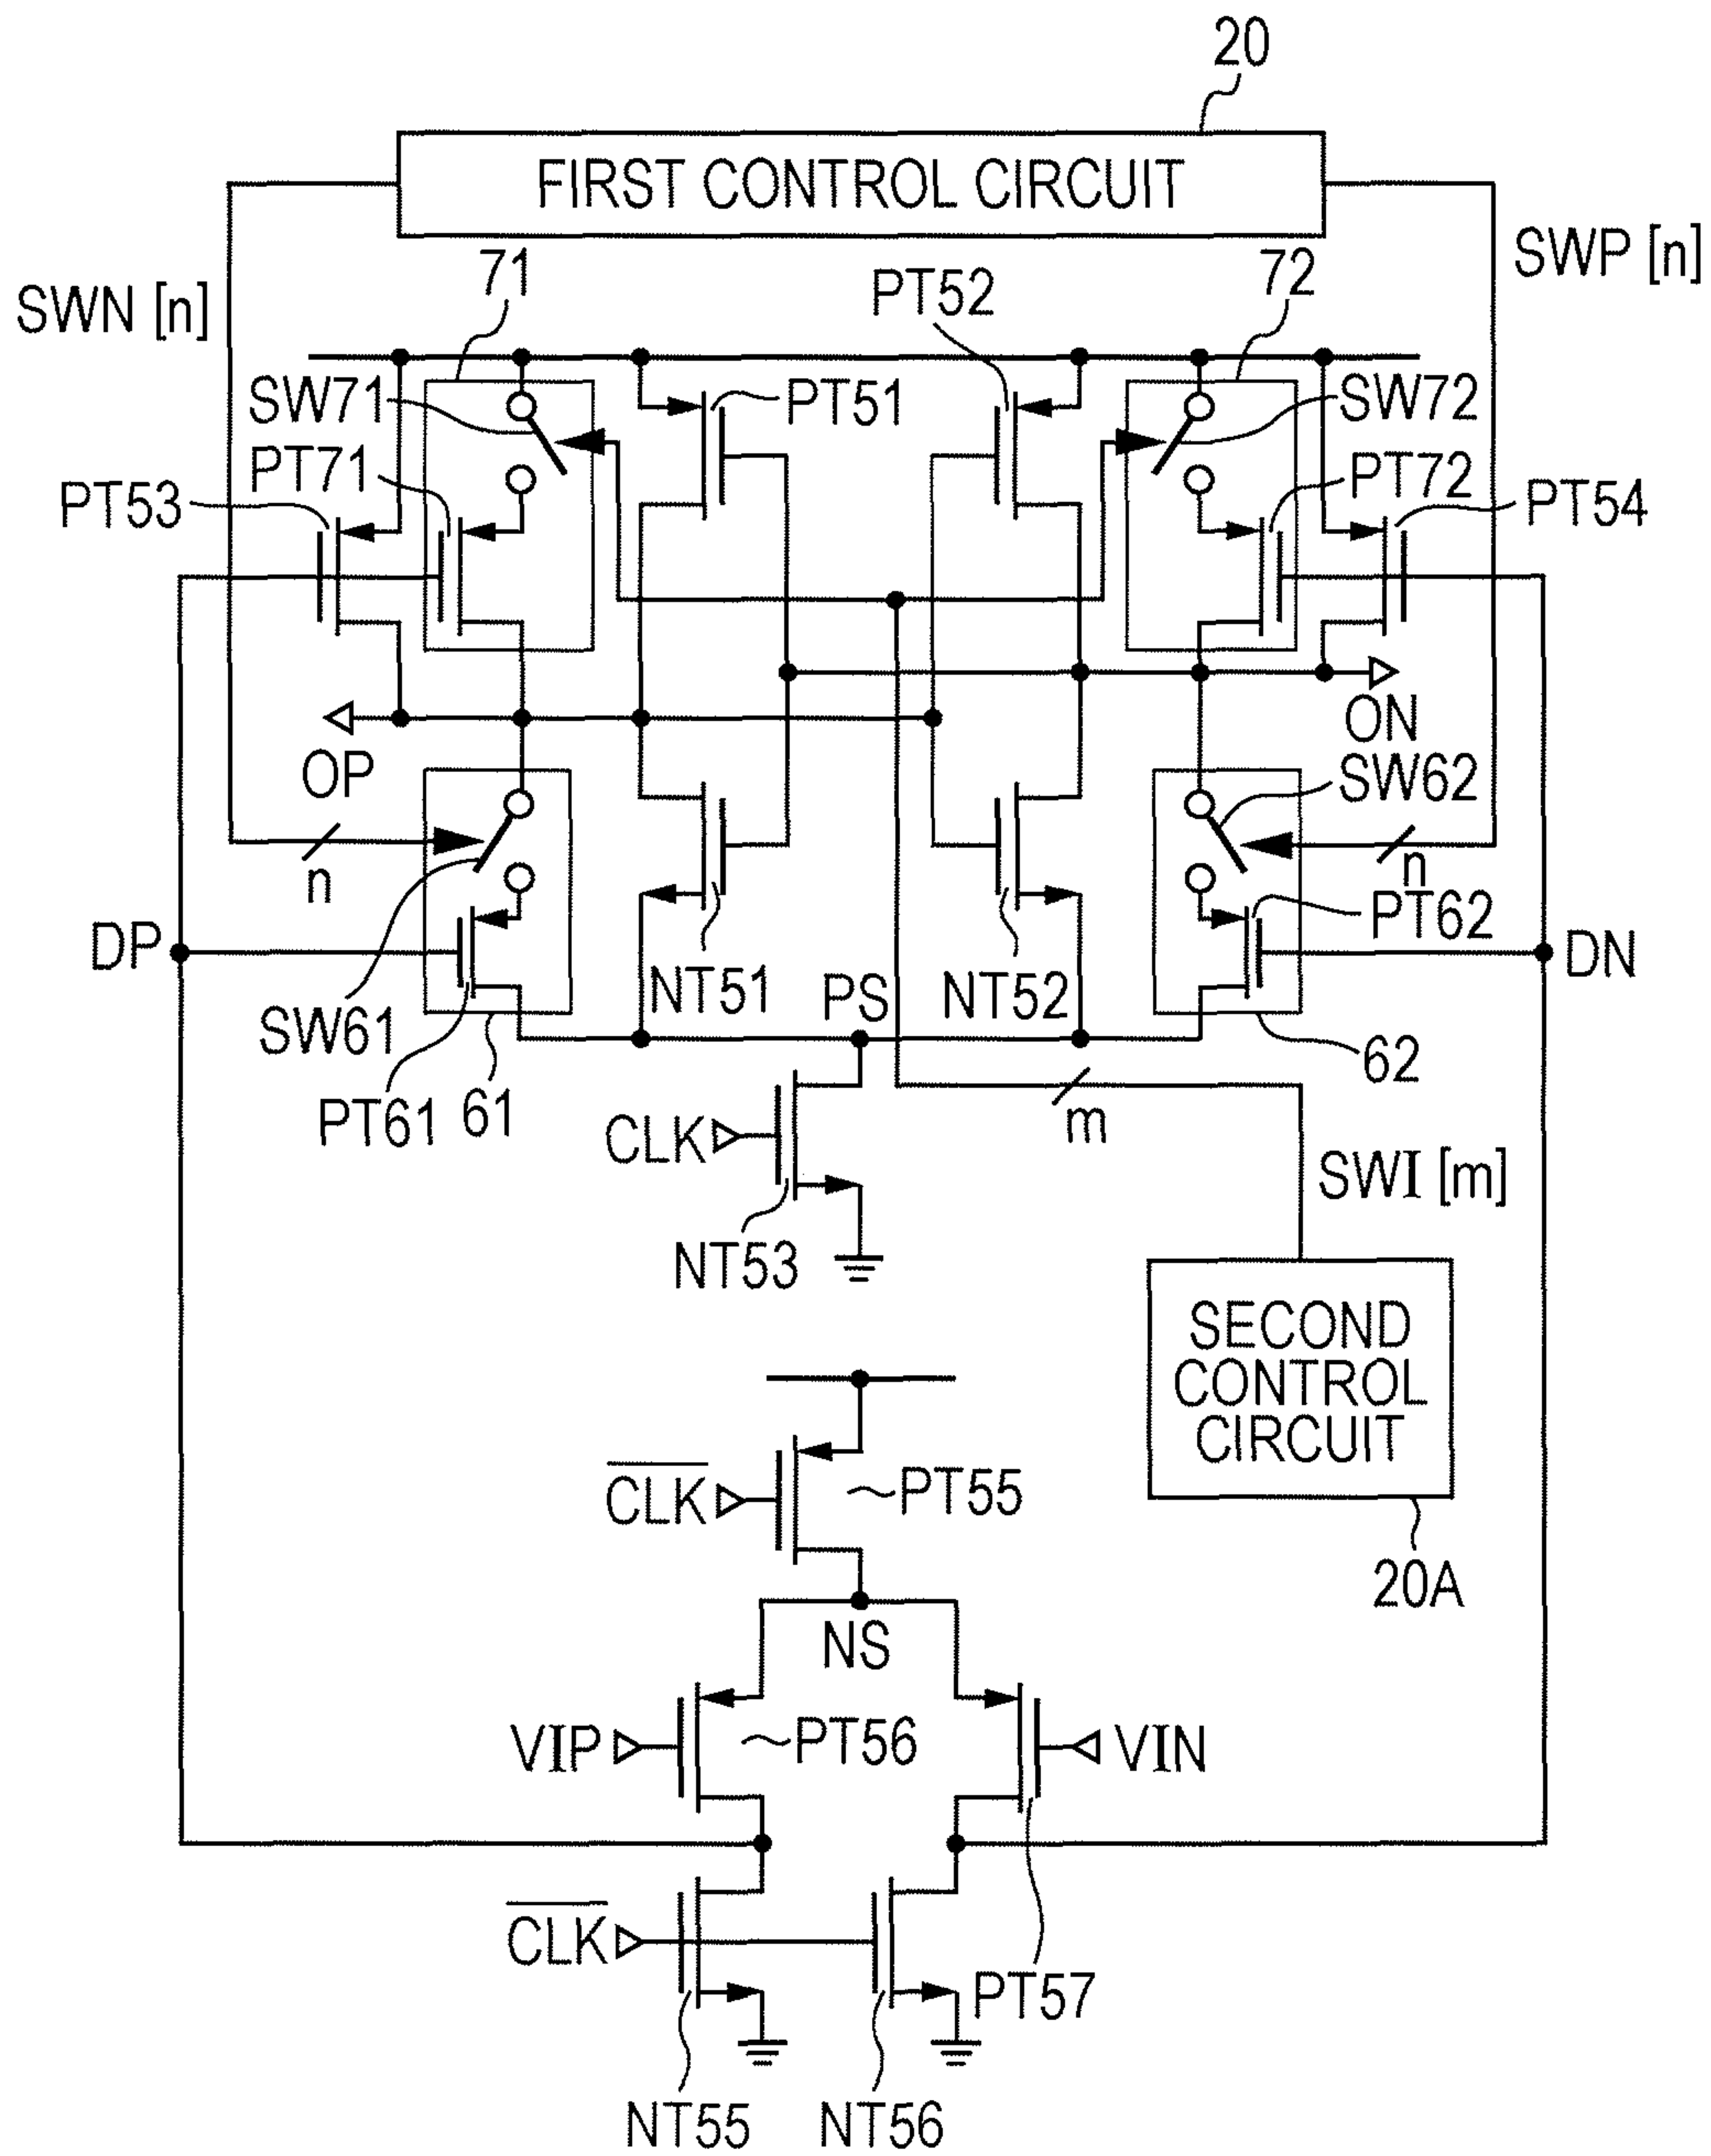 20
FIRST CONTROL CIRCUIT
SWN [n]
SWP [n]
71
PT52
72
SW71
PT51
SW72
PT71
PT72
PT53
PT54
OP
ON
SW62
n
n
PT62
DP
DN
NT51
PS
NT52
SW61
62
PT61
61
CLK
m
SWI [m]
NT53
SECOND
CONTROL
CIRCUIT
CLK
PT55
20A
NS
VIP
PT56
VIN
CLK
PT57
NT55
NT56